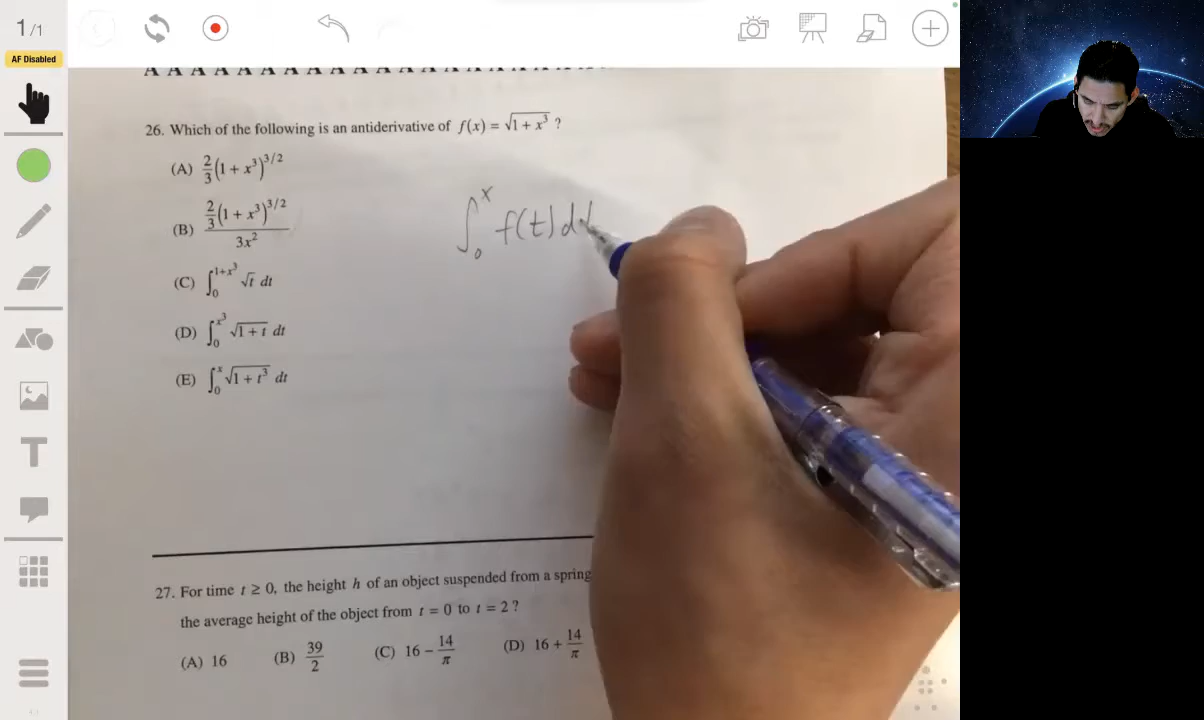 1/1
AF Disabled
A A A A A A A A A A A A A A A A A A A A
26. Which of the following is an antiderivative of f(x) = √(1 + x³) ?
(A) 2/3 (1 + x³)^3/2
∫₀ˣ f(t) dt
(B) 2/3 (1 + x³)^3/2 / 3x²
(C) ∫₀^(1+x³) √t dt
(D) ∫₀^(x³) √(1 + t) dt
(E) ∫₀ˣ √(1 + t³) dt
27. For time t ≥ 0, the height h of an object suspended from a spring
the average height of the object from t = 0 to t = 2 ?
(A) 16 (B) 39/2 (C) 16 − 14/π (D) 16 + 14/π
T